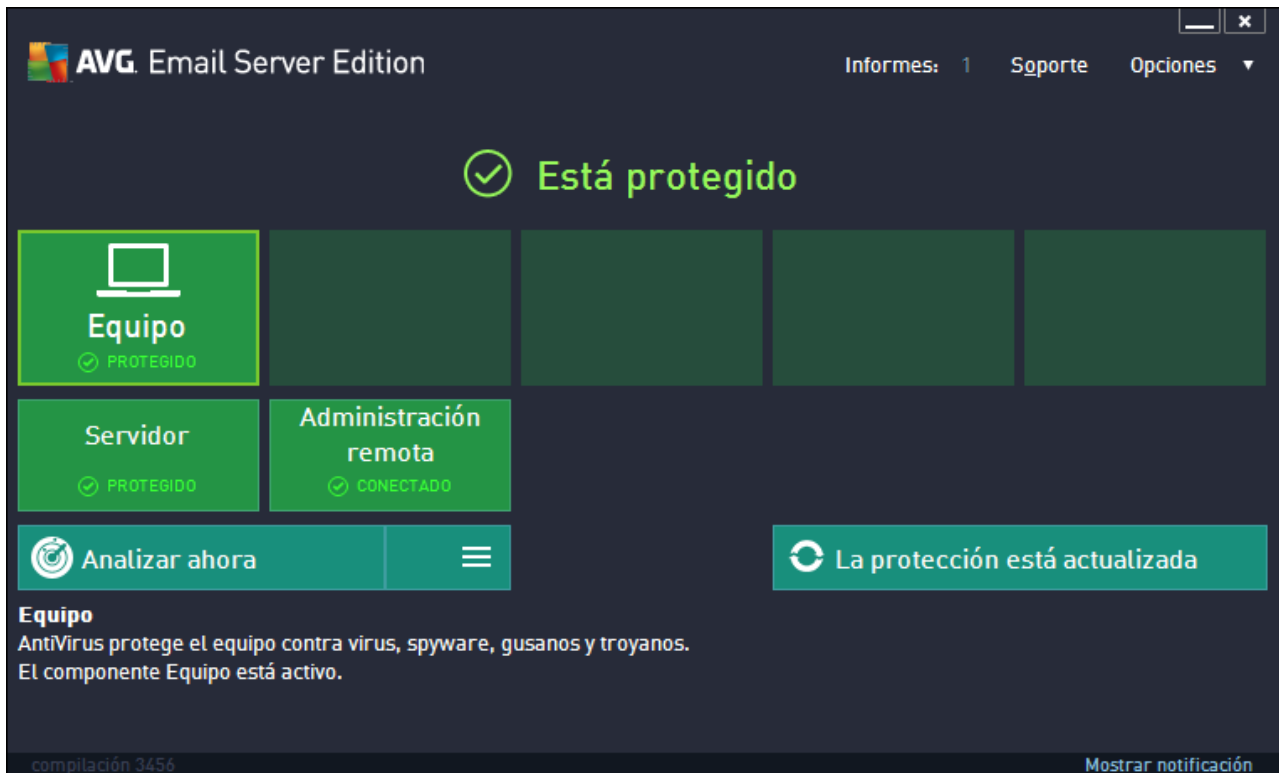 AVG. Email Server Edition
Informes: 1 Soporte Opciones
Está protegido
Equipo
PROTEGIDO
Servidor
PROTEGIDO
Administración
remota
CONECTADO
Analizar ahora
La protección está actualizada
Equipo
AntiVirus protege el equipo contra virus, spyware, gusanos y troyanos.
El componente Equipo está activo.
compilación 3456
Mostrar notificación